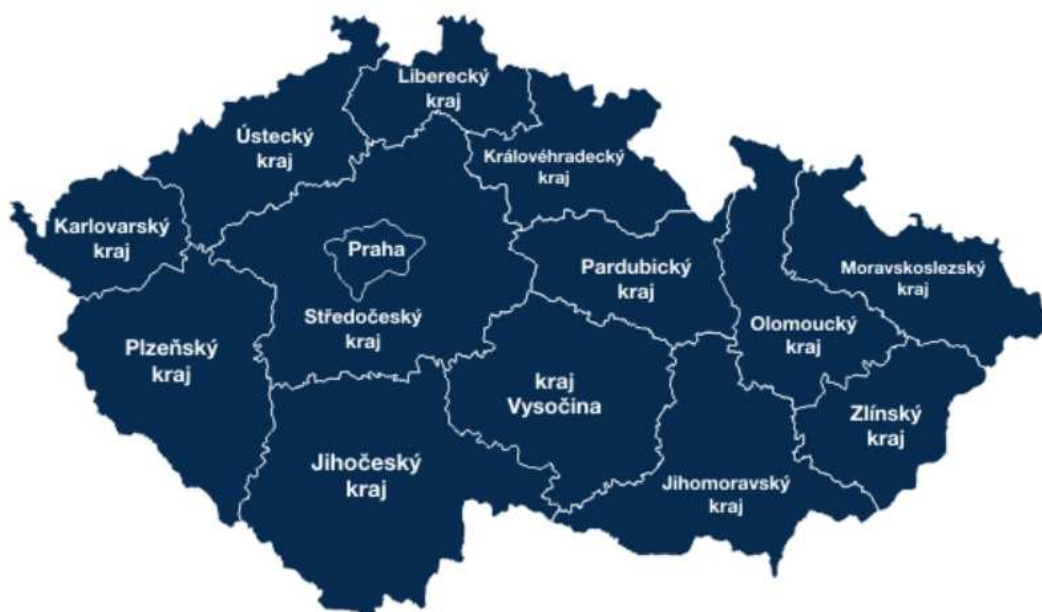 Liberecký
kraj
Ústecký
kraj
Královéhradecký
kraj
Karlovarský
kraj
Praha
Pardubický
kraj
Moravskoslezský
kraj
Středočeský
kraj
Olomoucký
kraj
Plzeňský
kraj
kraj
Vysočina
Zlínský
kraj
Jihočeský
kraj
Jihomoravský
kraj